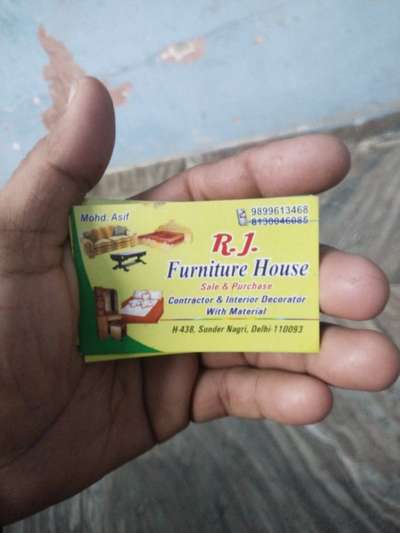 Mohd. Asif
9899613468
8130046085
R.J.
Furniture House
Sale & Purchase
Contractor & Interior Decorator
With Material
H-438, Sunder Nagri, Delhi-110093